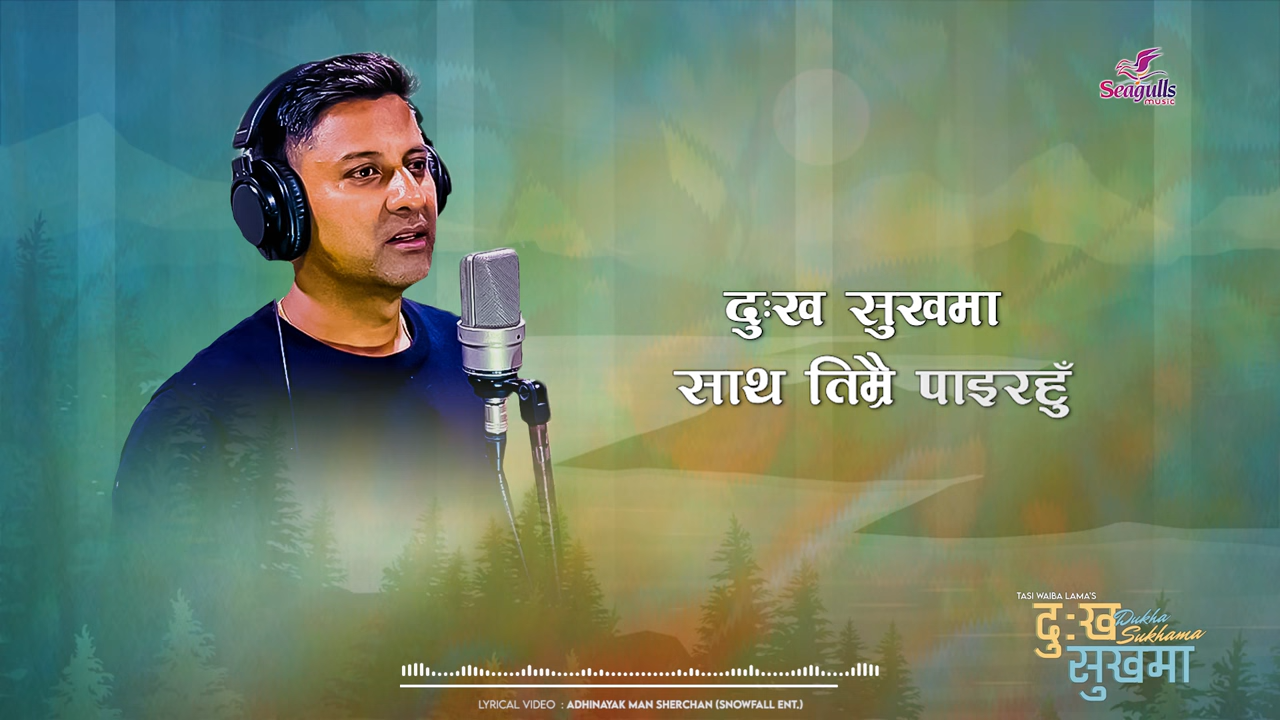 Seagulls
music
दुःख सुखमा
साथ तिम्रै पाइरहुँ
TASI WAIBA LAMA'S
दुःख
Dukha
Sukhama
सुखमा
LYRICAL VIDEO : ADHINAYAK MAN SHERCHAN (SNOWFALL ENT.)